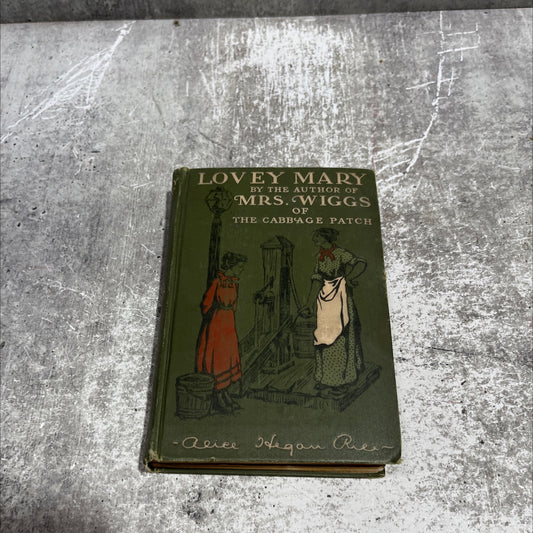 LOVEY MARY
BY THE AUTHOR OF
MRS. WIGGS
OF
THE CABBAGE PATCH
Alice Hegan Rice